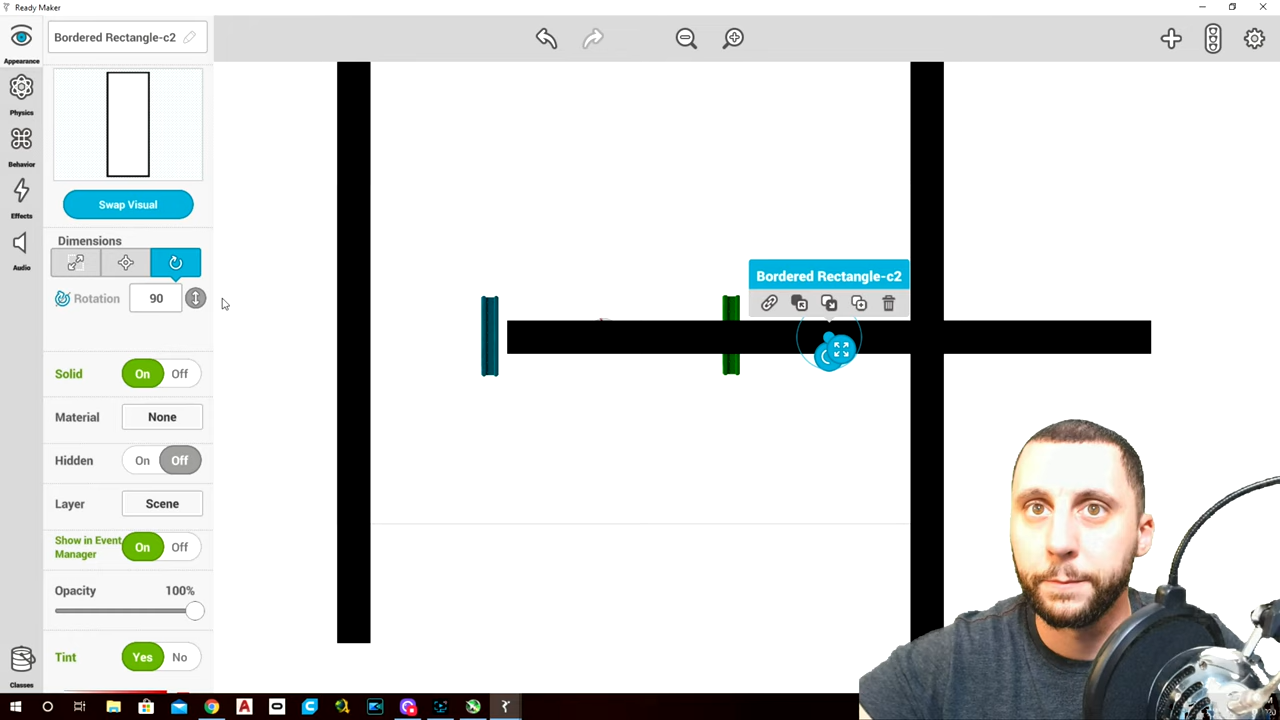 Ready Maker
Bordered Rectangle-c2
Appearance
Physics
Behavior
Effects
Audio
Swap Visual
Dimensions
Rotation 90
Solid On Off
Material None
Hidden On Off
Layer Scene
Show in Event
Manager On Off
Opacity 100%
Tint Yes No
Classes
Bordered Rectangle-c2